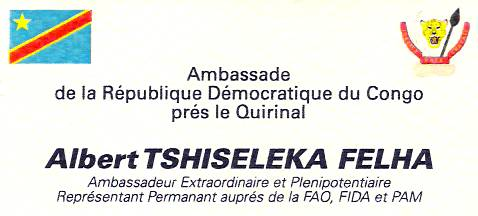 Ambassade
de la République Démocratique du Congo
prés le Quirinal
Albert TSHISELEKA FELHA
Ambassadeur Extraordinaire et Plenipotentiaire
Représentant Permanant auprés de la FAO, FIDA et PAM